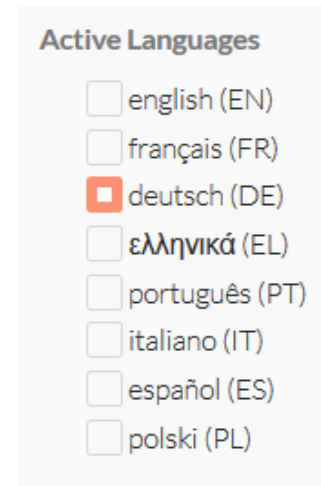 Active Languages
english (EN)
français (FR)
deutsch (DE)
ελληνικά (EL)
português (PT)
italiano (IT)
español (ES)
polski (PL)